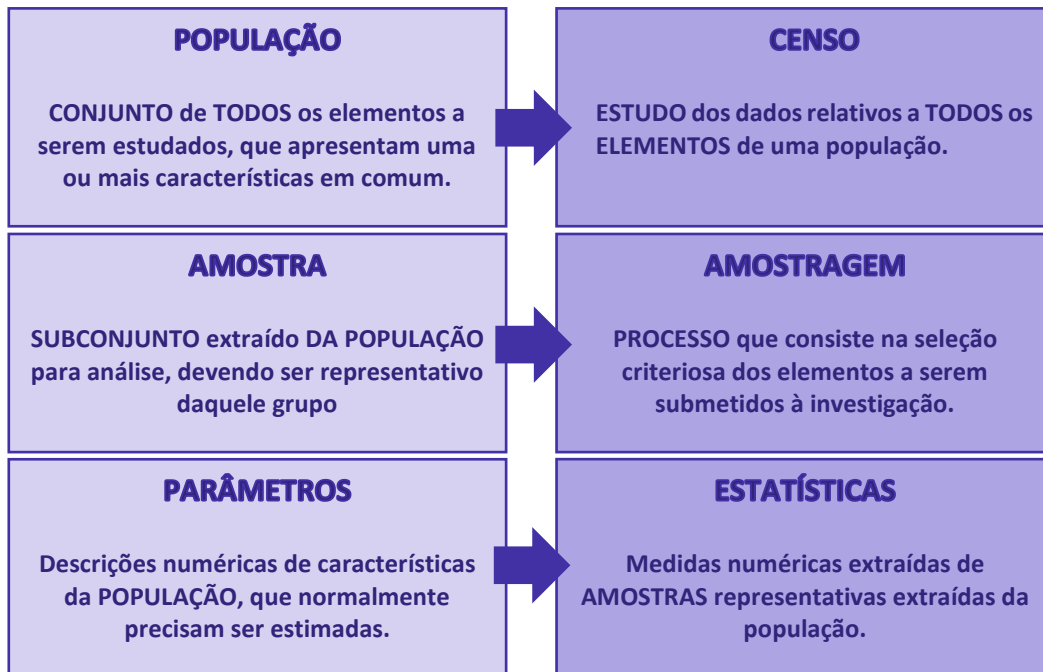 POPULAÇÃO
CONJUNTO de TODOS os elementos a
serem estudados, que apresentam uma
ou mais características em comum.
CENSO
ESTUDO dos dados relativos a TODOS os
ELEMENTOS de uma população.
AMOSTRA
SUBCONJUNTO extraído DA POPULAÇÃO
para análise, devendo ser representativo
daquele grupo
AMOSTRAGEM
PROCESSO que consiste na seleção
criteriosa dos elementos a serem
submetidos à investigação.
PARÂMETROS
Descrições numéricas de características
da POPULAÇÃO, que normalmente
precisam ser estimadas.
ESTATÍSTICAS
Medidas numéricas extraídas de
AMOSTRAS representativas extraídas da
população.